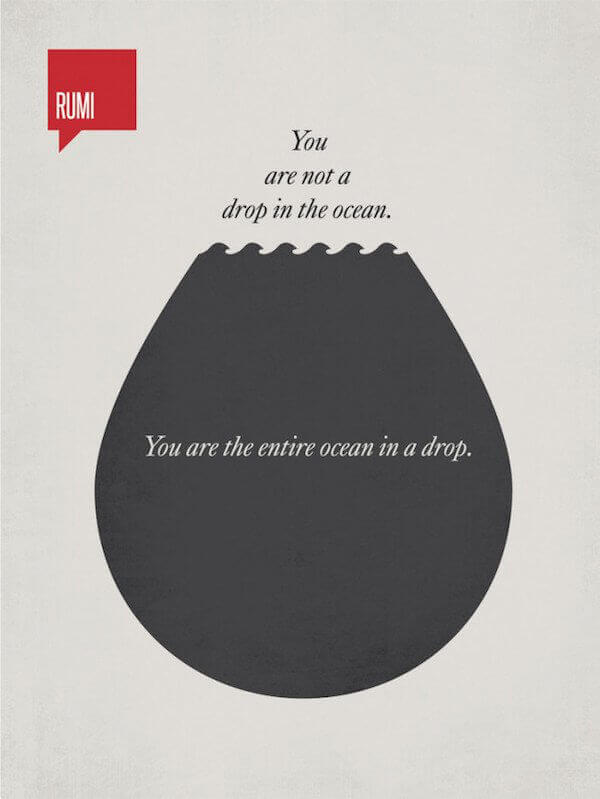 RUMI
You
are not a
drop in the ocean.
You are the entire ocean in a drop.